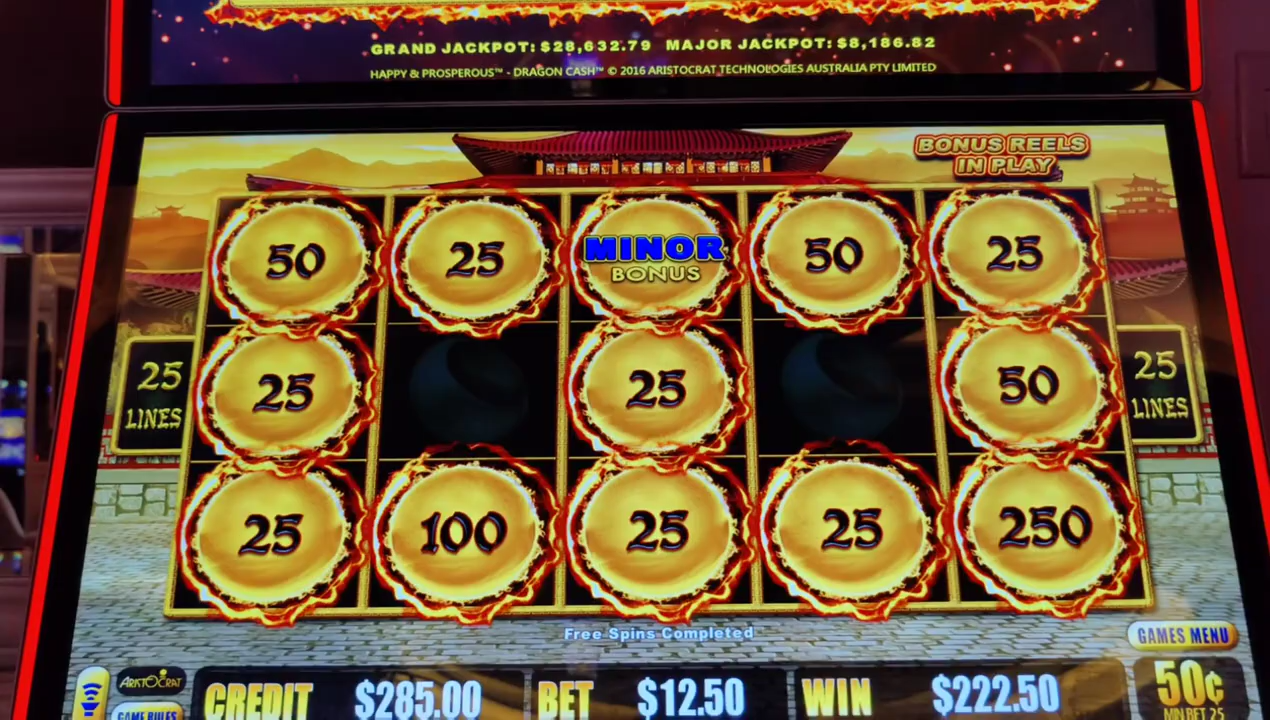 GRAND JACKPOT: $28,632.79 MAJOR JACKPOT: $8,186.82
HAPPY & PROSPEROUS™ - DRAGON CASH™ © 2016 ARISTOCRAT TECHNOLOGIES AUSTRALIA PTY LIMITED
BONUS REELS
IN PLAY
50 25 MINOR BONUS 50 25
25 LINES
25 25 50
25 LINES
25 100 25 25 250
Free Spins Completed
GAMES MENU
ARISTOCRAT
GAME RULES
CREDIT $285.00 BET $12.50 WIN $222.50
50¢
MIN BET 25